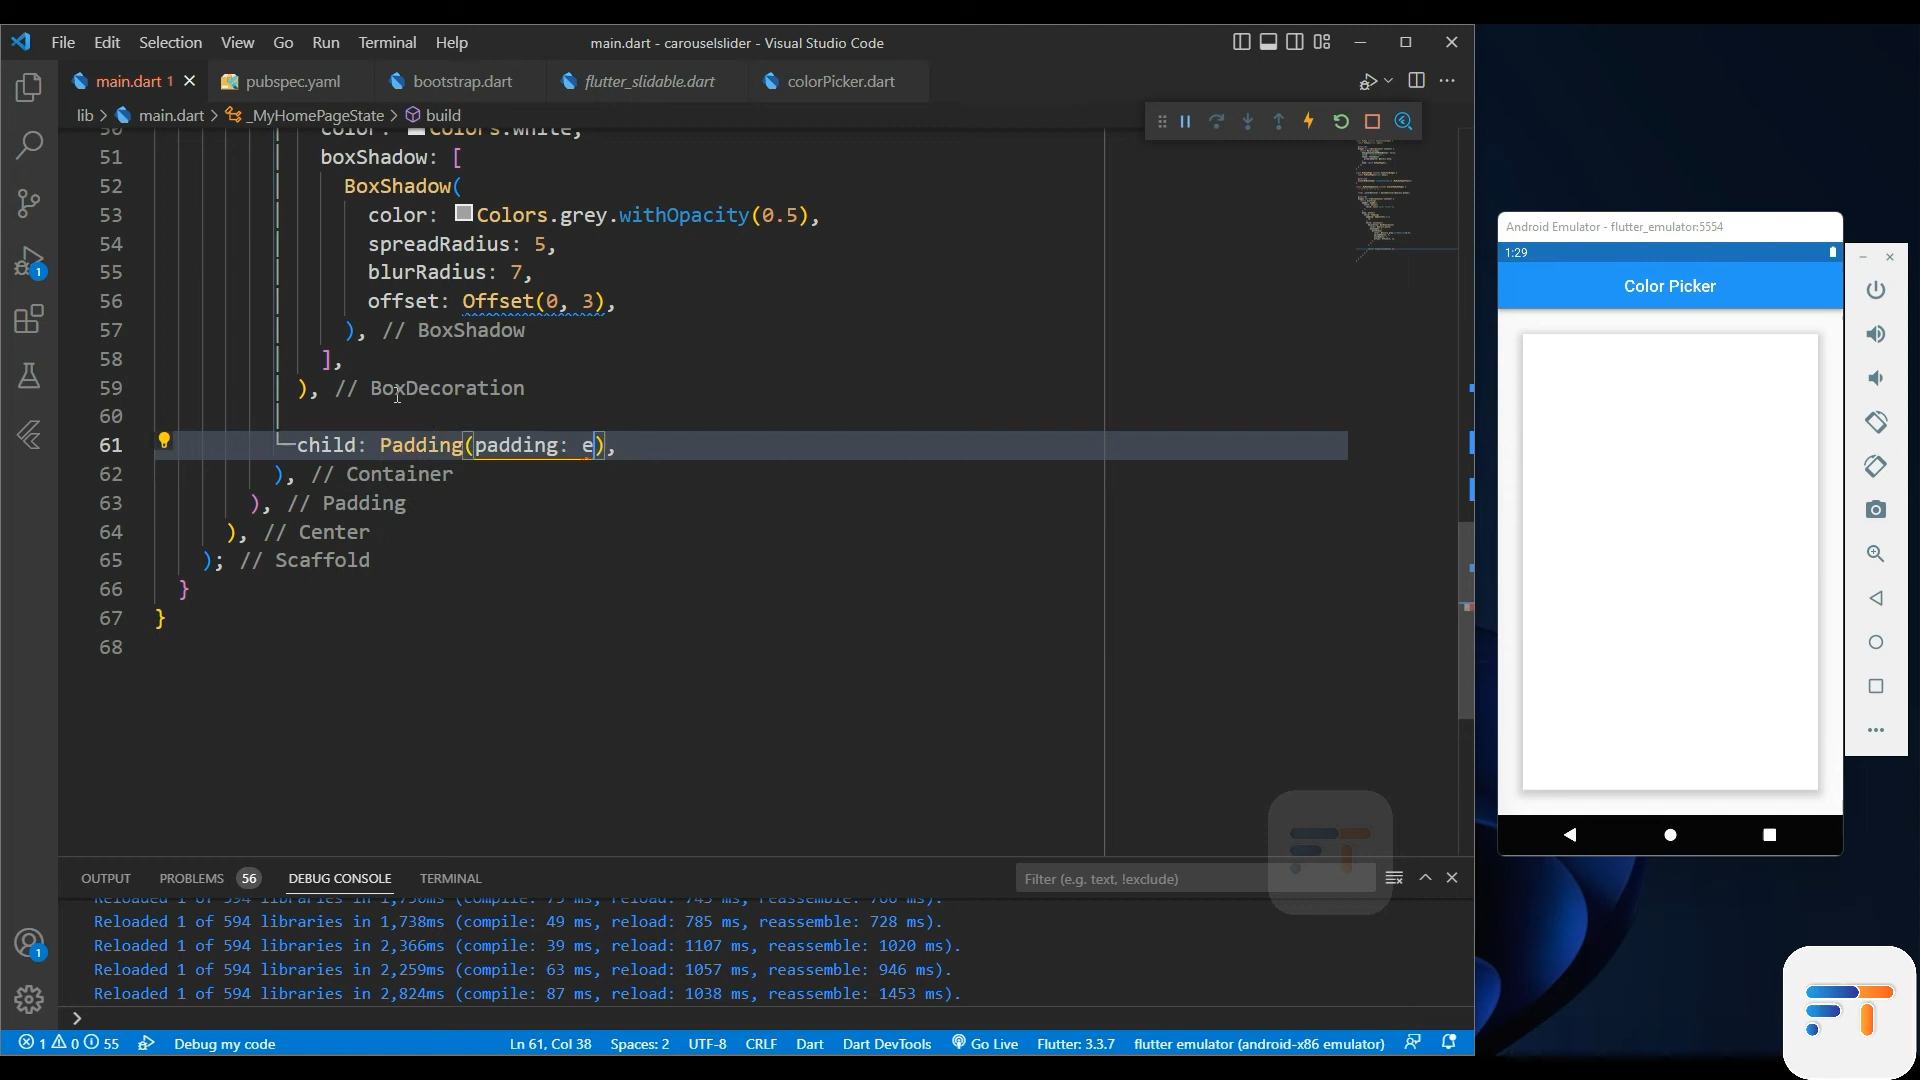 File Edit Selection View Go Run Terminal Help
main.dart - carouselslider - Visual Studio Code
main.dart 1
pubspec.yaml
bootstrap.dart
flutter_slidable.dart
colorPicker.dart
lib > main.dart > _MyHomePageState > build
50 color: Colors.white,
51 boxShadow: [
52 BoxShadow(
53 color: Colors.grey.withOpacity(0.5),
54 spreadRadius: 5,
55 blurRadius: 7,
56 offset: Offset(0, 3),
57 ), // BoxShadow
58 ],
59 ), // BoxDecoration
60
61 child: Padding(padding: e),
62 ), // Container
63 ), // Padding
64 ), // Center
65 ); // Scaffold
66 }
67 }
68
Android Emulator - flutter_emulator:5554
1:29
Color Picker
OUTPUT PROBLEMS 56 DEBUG CONSOLE TERMINAL
Filter (e.g. text, !exclude)
Reloaded 1 of 594 libraries in 1,738ms (compile: 49 ms, reload: 785 ms, reassemble: 728 ms).
Reloaded 1 of 594 libraries in 2,366ms (compile: 39 ms, reload: 1107 ms, reassemble: 1020 ms).
Reloaded 1 of 594 libraries in 2,259ms (compile: 63 ms, reload: 1057 ms, reassemble: 946 ms).
Reloaded 1 of 594 libraries in 2,824ms (compile: 87 ms, reload: 1038 ms, reassemble: 1453 ms).
>
1
1
1 0 55 Debug my code Ln 61, Col 38 Spaces: 2 UTF-8 CRLF Dart Dart DevTools Go Live Flutter: 3.3.7 flutter emulator (android-x86 emulator)